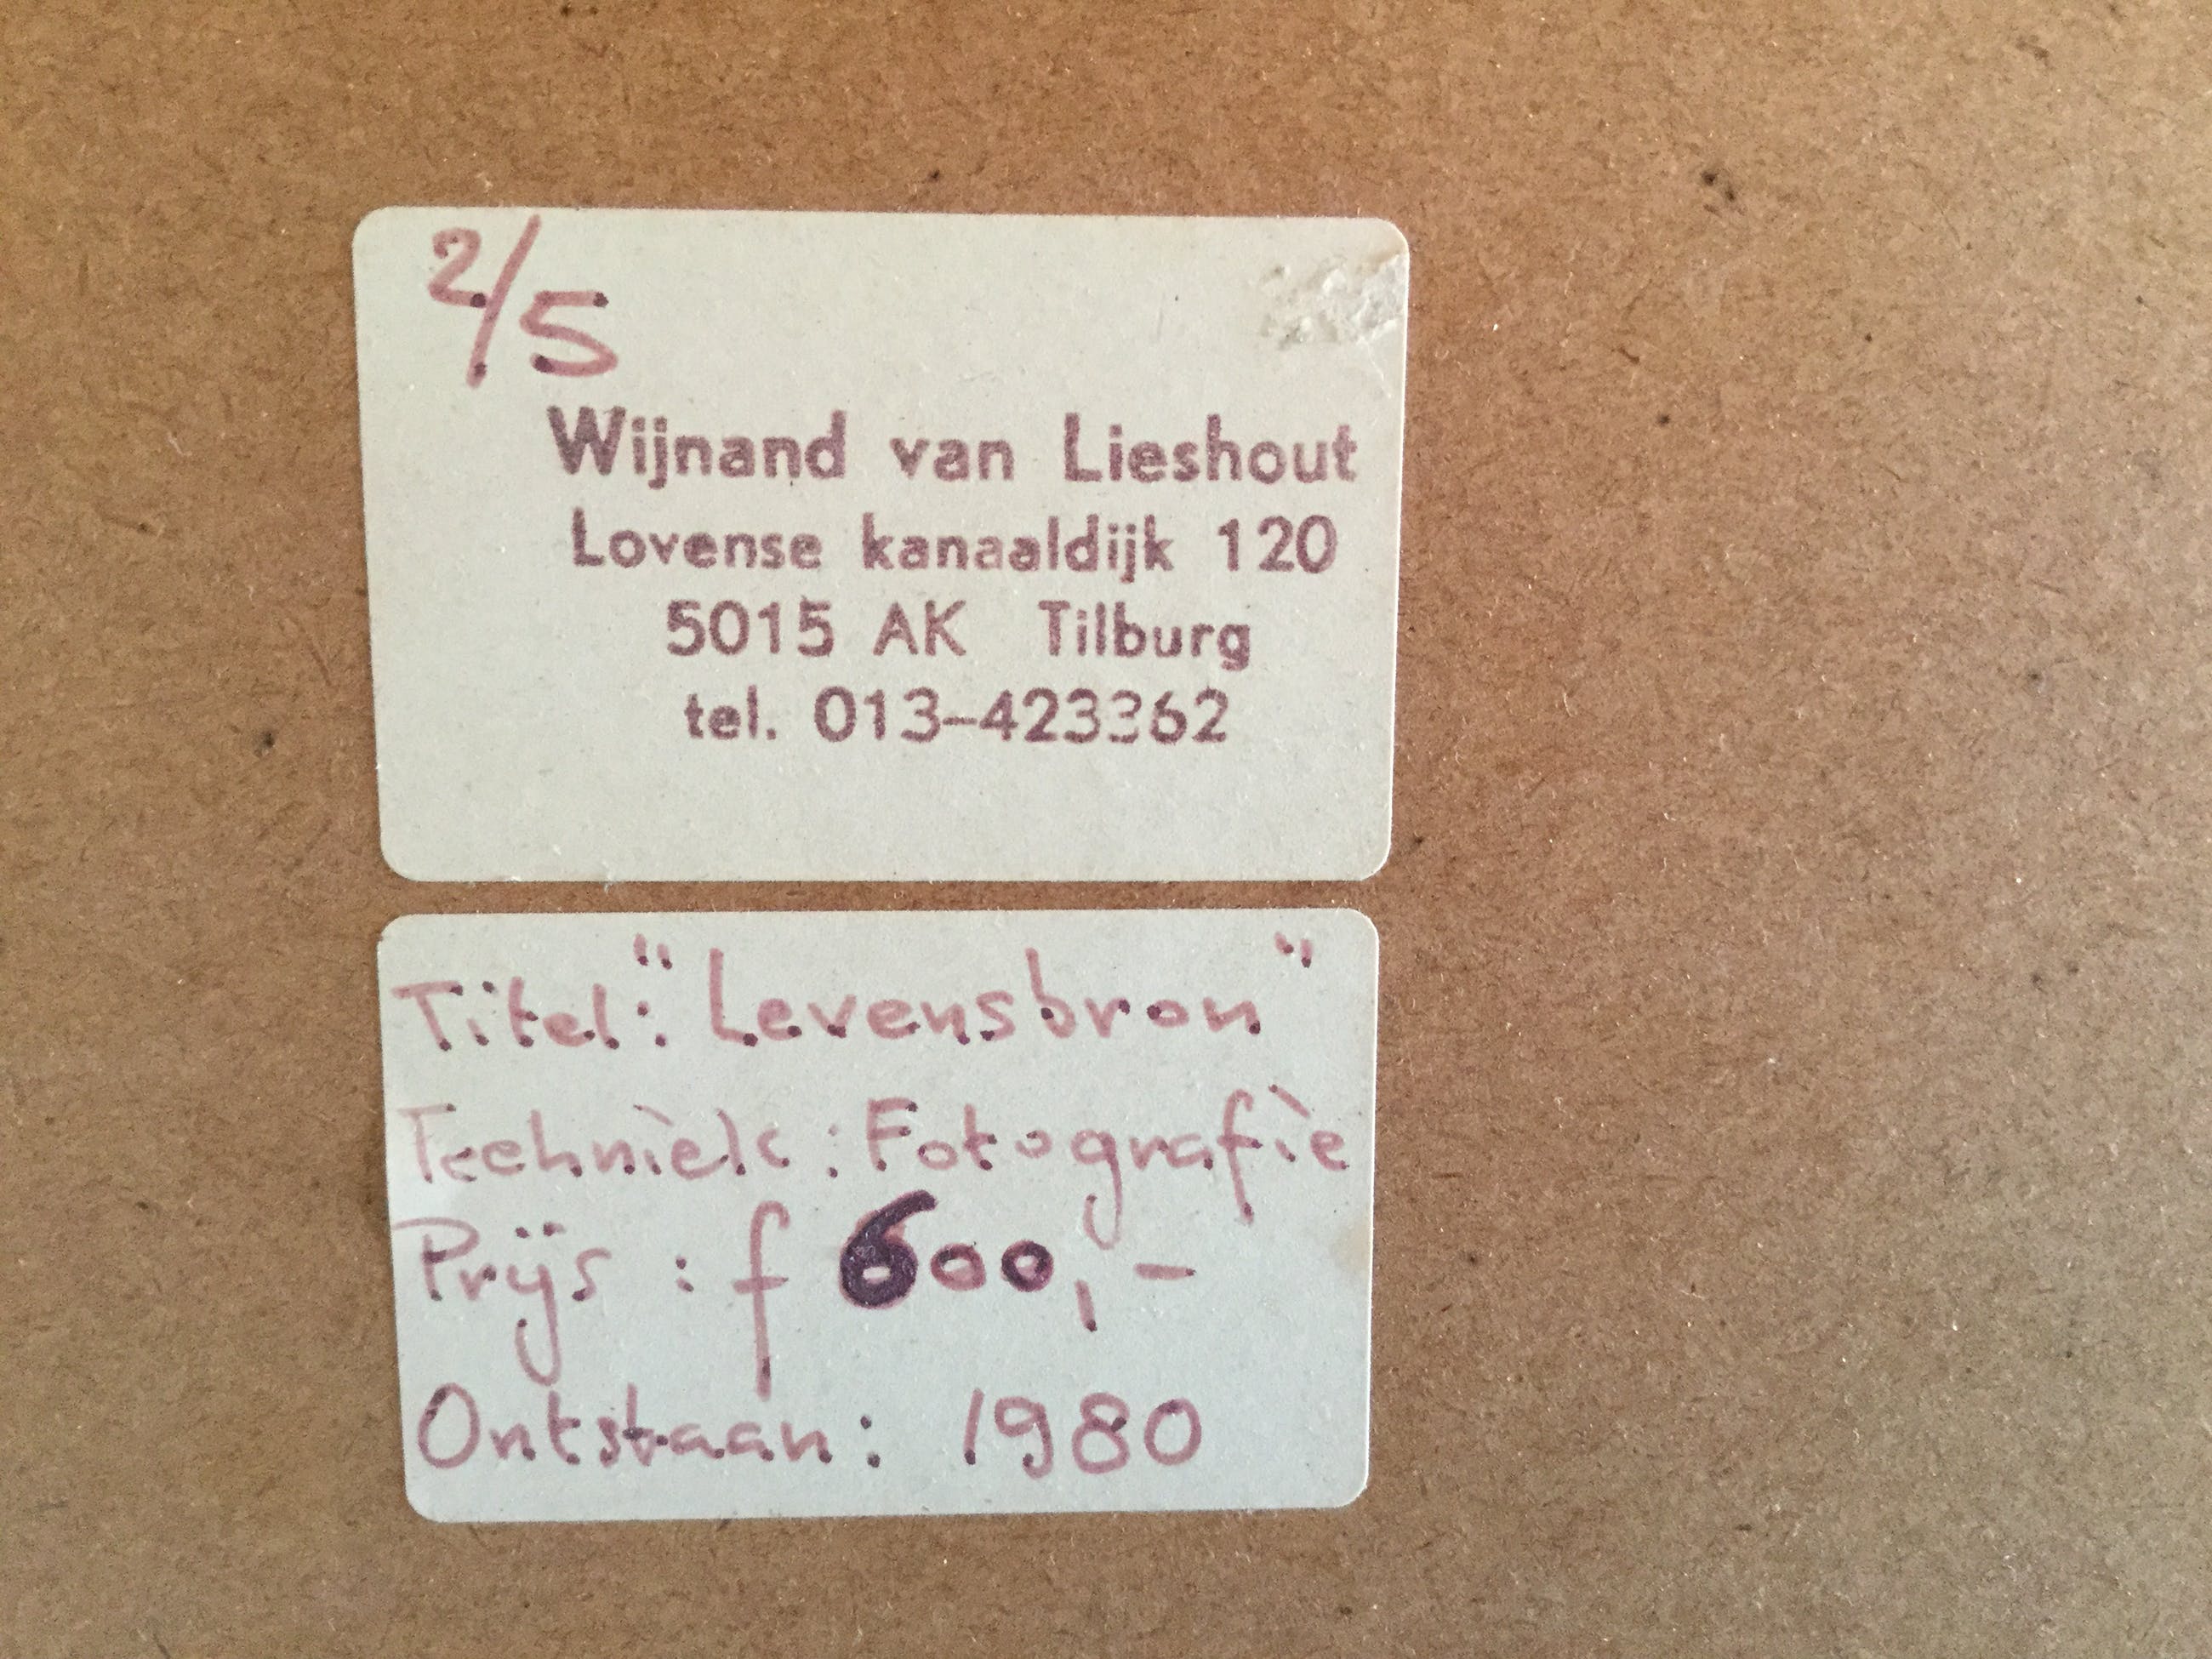 2/5
Wijnand van Lieshout
Lovense kanaaldijk 120
5015 AK Tilburg
tel. 013-423362
Titel: "Levensbron"
Techniek: Fotografie
Prijs: f 600,-
Ontstaan: 1980